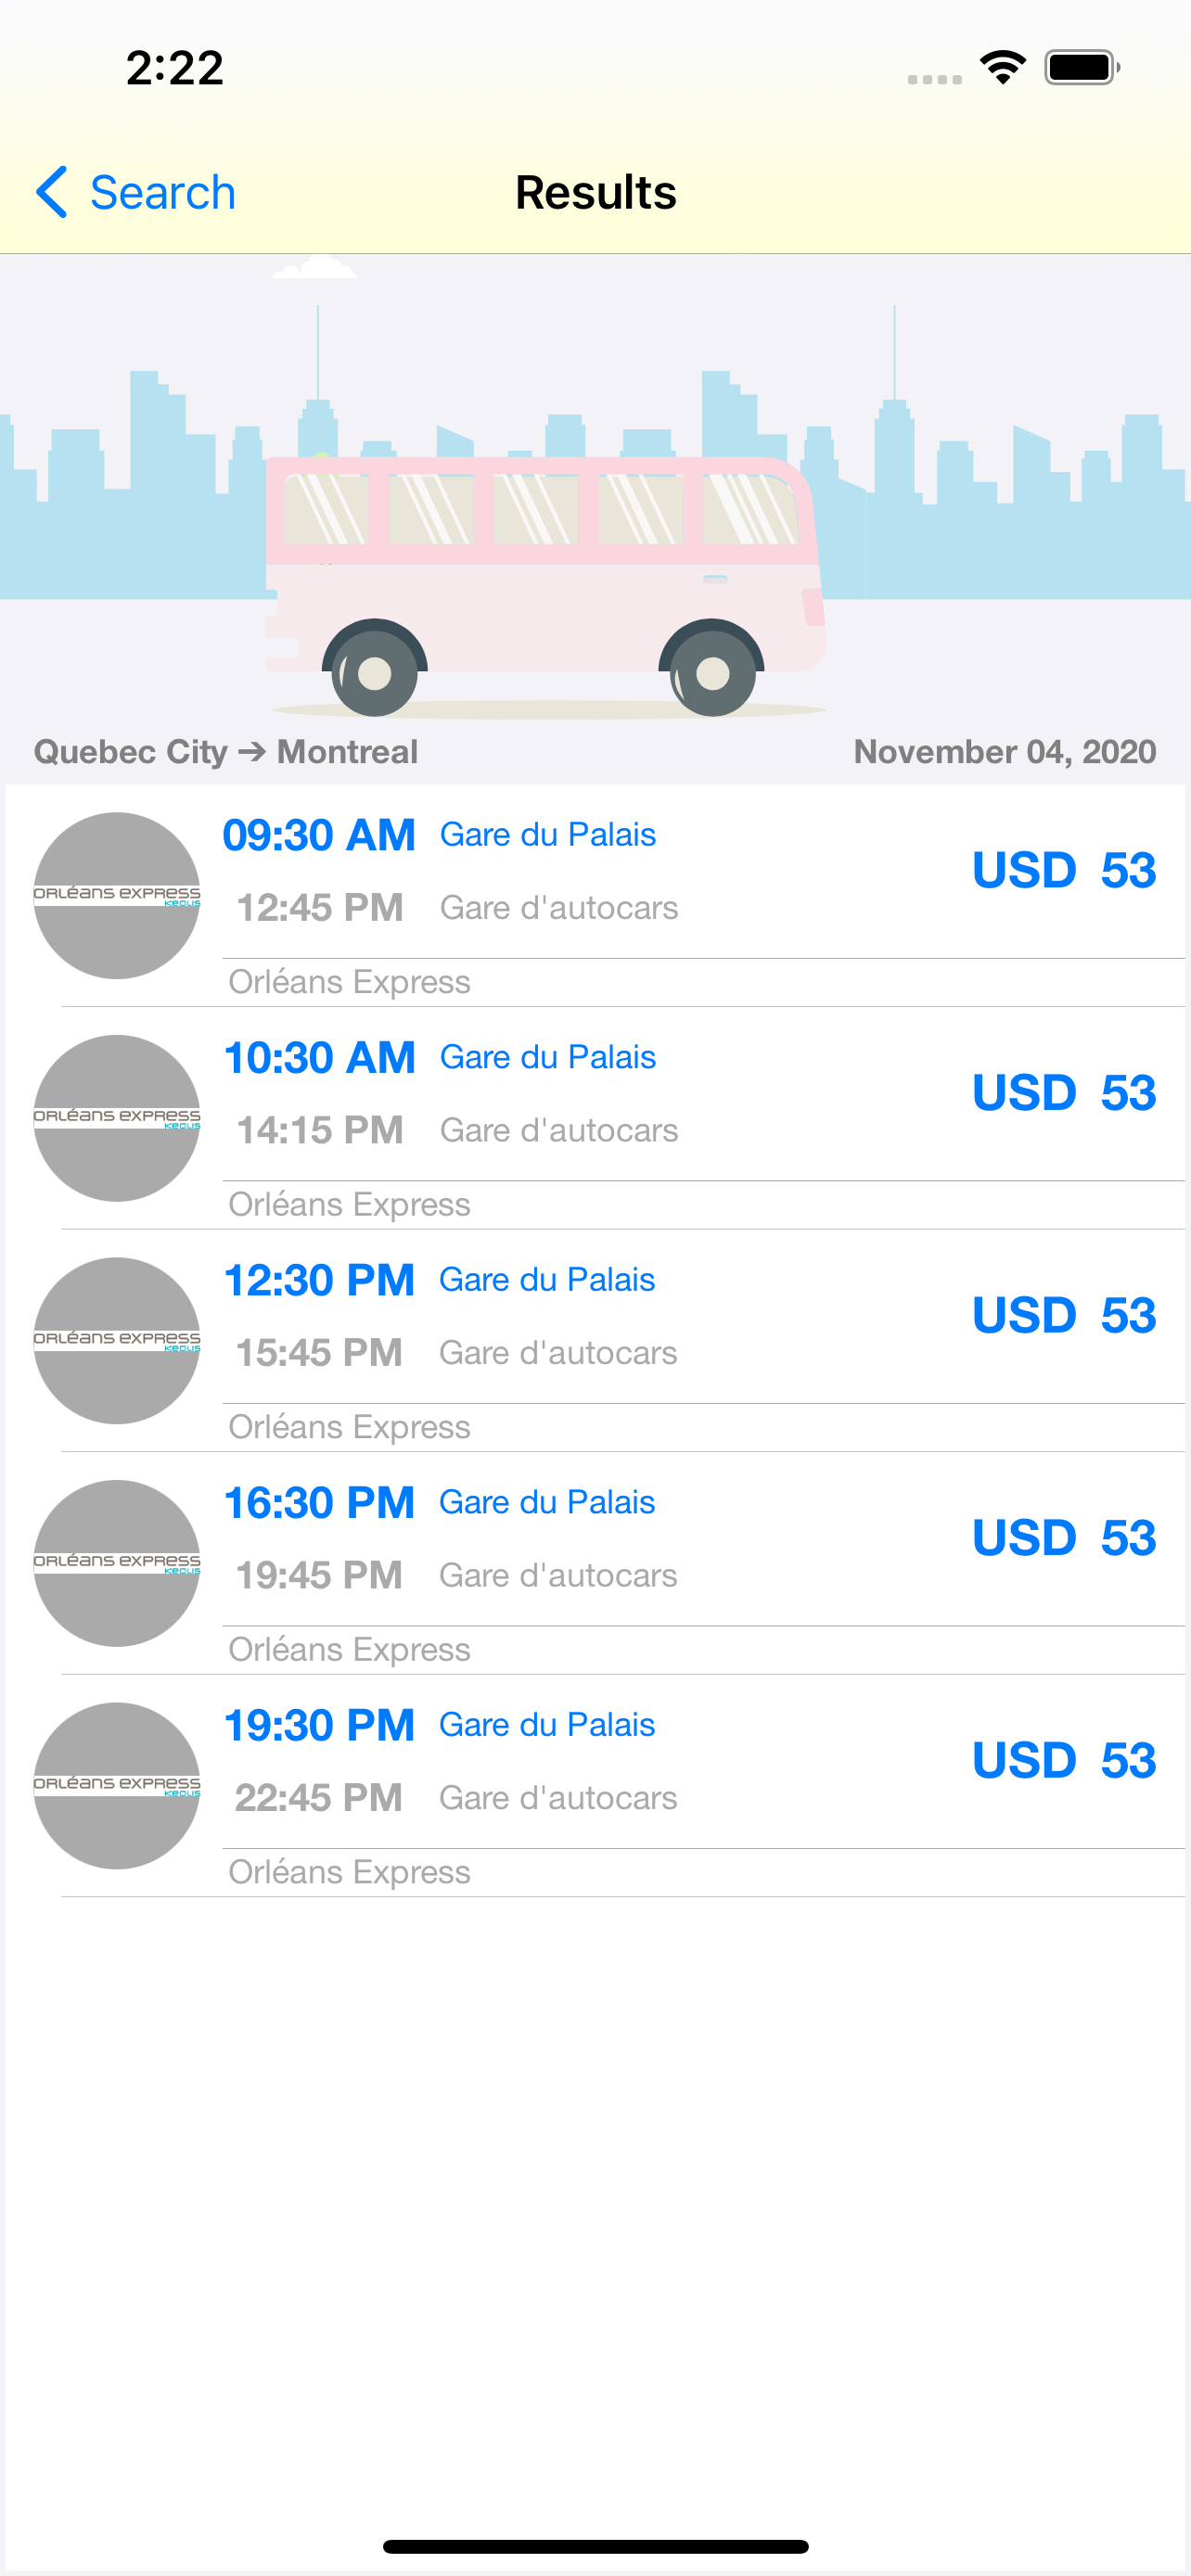 2:22
Search
Results
Quebec City → Montreal
November 04, 2020
09:30 AM Gare du Palais
USD 53
12:45 PM Gare d'autocars
ORLÉANS EXPRESS
KEOLIS
Orléans Express
10:30 AM Gare du Palais
USD 53
14:15 PM Gare d'autocars
ORLÉANS EXPRESS
KEOLIS
Orléans Express
12:30 PM Gare du Palais
USD 53
15:45 PM Gare d'autocars
ORLÉANS EXPRESS
KEOLIS
Orléans Express
16:30 PM Gare du Palais
USD 53
19:45 PM Gare d'autocars
ORLÉANS EXPRESS
KEOLIS
Orléans Express
19:30 PM Gare du Palais
USD 53
22:45 PM Gare d'autocars
ORLÉANS EXPRESS
KEOLIS
Orléans Express